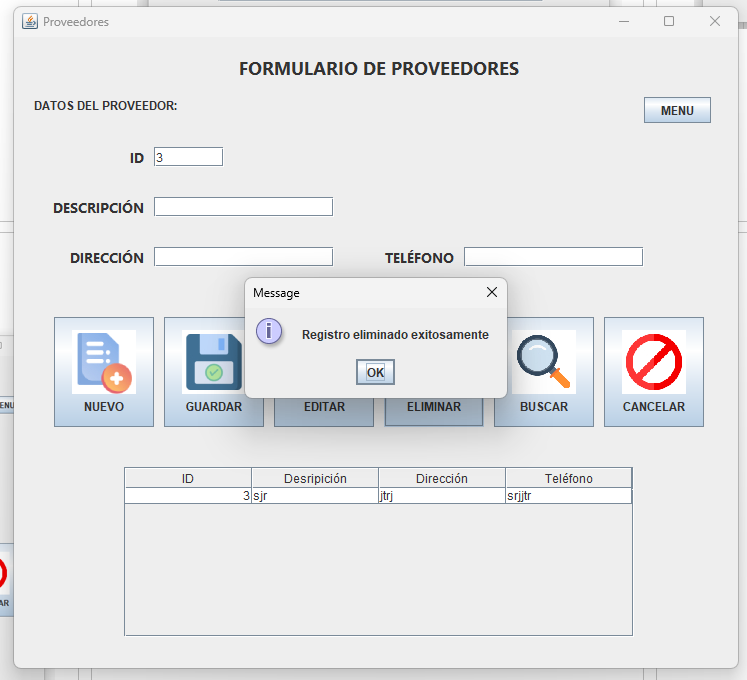 Proveedores
FORMULARIO DE PROVEEDORES
DATOS DEL PROVEEDOR:
MENU
ID 3
DESCRIPCIÓN
DIRECCIÓN TELÉFONO
Message
Registro eliminado exitosamente
OK
NUEVO GUARDAR EDITAR ELIMINAR BUSCAR CANCELAR
ID Desripición Dirección Teléfono
3 sjr jtrj srjjtr